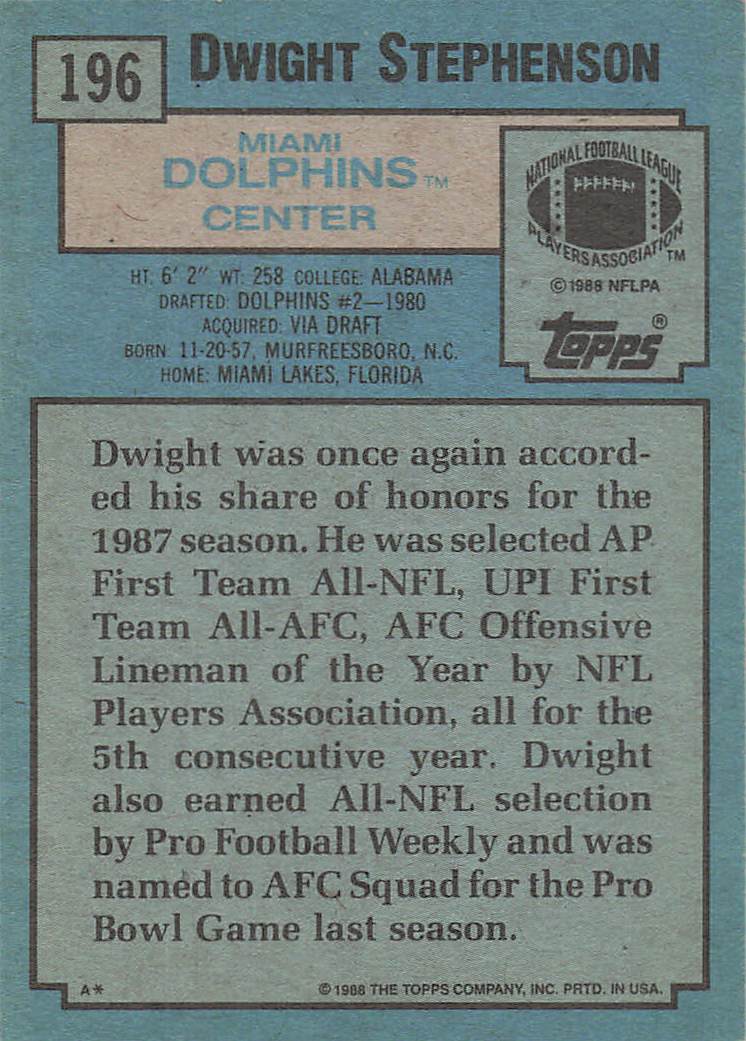 196
DWIGHT STEPHENSON
MIAMI
DOLPHINS™
CENTER
NATIONAL FOOTBALL LEAGUE
PLAYERS ASSOCIATION™
©1988 NFLPA
topps®
HT: 6' 2" WT: 258 COLLEGE: ALABAMA
DRAFTED: DOLPHINS #2—1980
ACQUIRED: VIA DRAFT
BORN: 11-20-57, MURFREESBORO, N.C.
HOME: MIAMI LAKES, FLORIDA
Dwight was once again accord-
ed his share of honors for the
1987 season. He was selected AP
First Team All-NFL, UPI First
Team All-AFC, AFC Offensive
Lineman of the Year by NFL
Players Association, all for the
5th consecutive year. Dwight
also earned All-NFL selection
by Pro Football Weekly and was
named to AFC Squad for the Pro
Bowl Game last season.
A* ©1988 THE TOPPS COMPANY, INC. PRTD. IN USA.